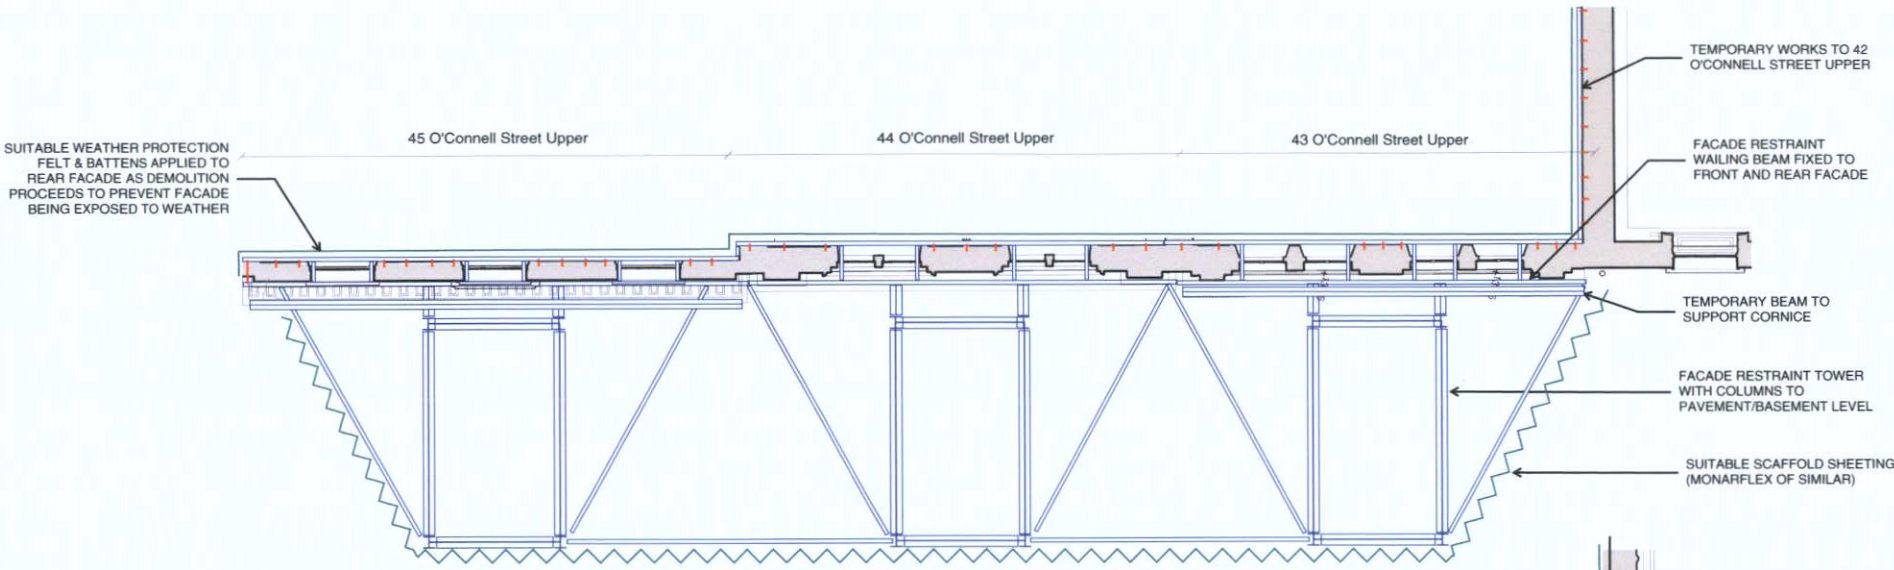 TEMPORARY WORKS TO 42
O'CONNELL STREET UPPER
45 O'Connell Street Upper
44 O'Connell Street Upper
43 O'Connell Street Upper
SUITABLE WEATHER PROTECTION
FELT & BATTENS APPLIED TO
REAR FACADE AS DEMOLITION
PROCEEDS TO PREVENT FACADE
BEING EXPOSED TO WEATHER
FACADE RESTRAINT
WAILING BEAM FIXED TO
FRONT AND REAR FACADE
TEMPORARY BEAM TO
SUPPORT CORNICE
FACADE RESTRAINT TOWER
WITH COLUMNS TO
PAVEMENT/BASEMENT LEVEL
SUITABLE SCAFFOLD SHEETING
(MONARFLEX OF SIMILAR)